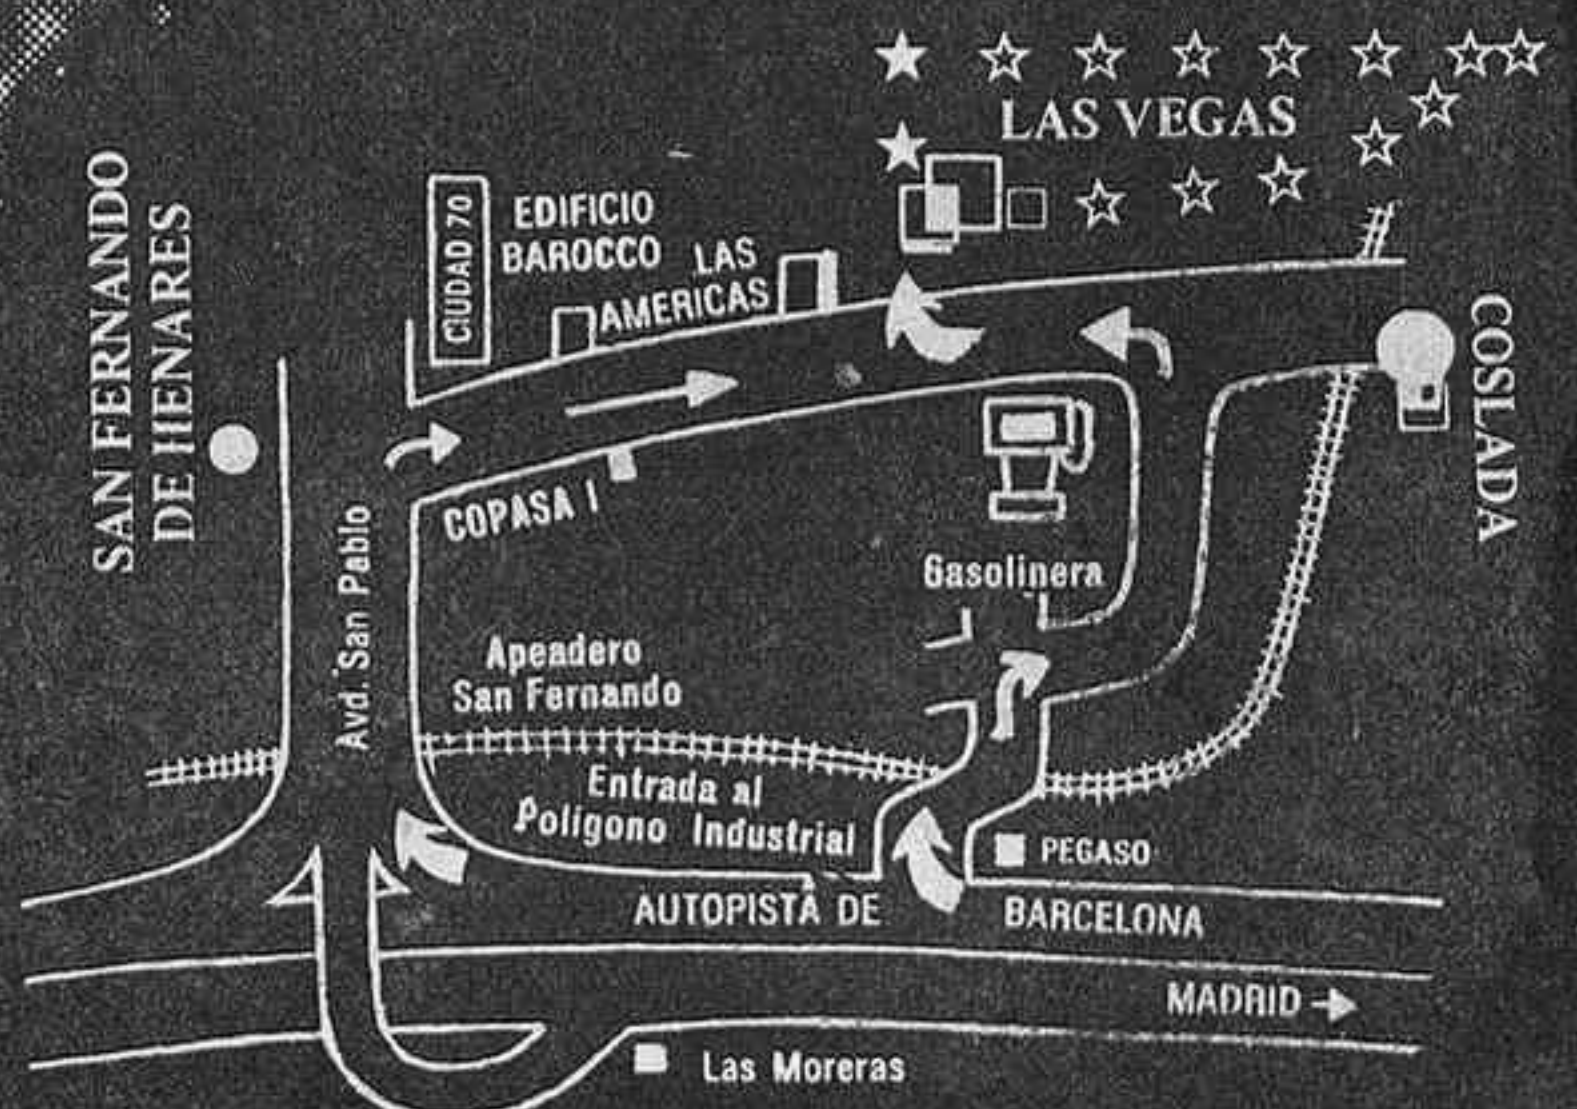 LAS VEGAS
SAN FERNANDO
DE HENARES
CIUDAD 70
EDIFICIO
BAROCCO
LAS
AMERICAS
COSLADA
COPASA I
Avd. San Pablo
Gasolinera
Apeadero
San Fernando
Entrada al
Polígono Industrial
PEGASO
AUTOPISTA DE BARCELONA
MADRID
Las Moreras